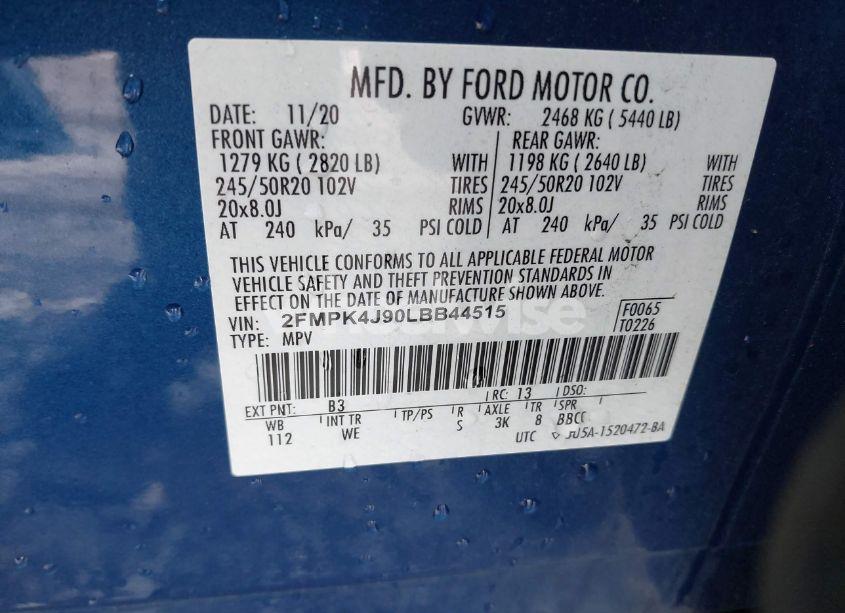 MFD. BY FORD MOTOR CO.
DATE: 11/20 GVWR: 2468 KG ( 5440 LB)
FRONT GAWR: REAR GAWR:
1279 KG ( 2820 LB) WITH 1198 KG ( 2640 LB) WITH
245/50R20 102V TIRES 245/50R20 102V TIRES
20x8.0J RIMS 20x8.0J RIMS
AT 240 kPa/ 35 PSI COLD AT 240 kPa/ 35 PSI COLD
THIS VEHICLE CONFORMS TO ALL APPLICABLE FEDERAL MOTOR
VEHICLE SAFETY AND THEFT PREVENTION STANDARDS IN
EFFECT ON THE DATE OF MANUFACTURE SHOWN ABOVE.
VIN: 2FMPK4J90LBB44515 F0065
TYPE: MPV T0226
EXT PNT: B3 RC: 13 DSO:
WB INT TR TP/PS R AXLE TR SPR
112 WE S 3K 8 BBCC
UTC 5A-1520472-BA